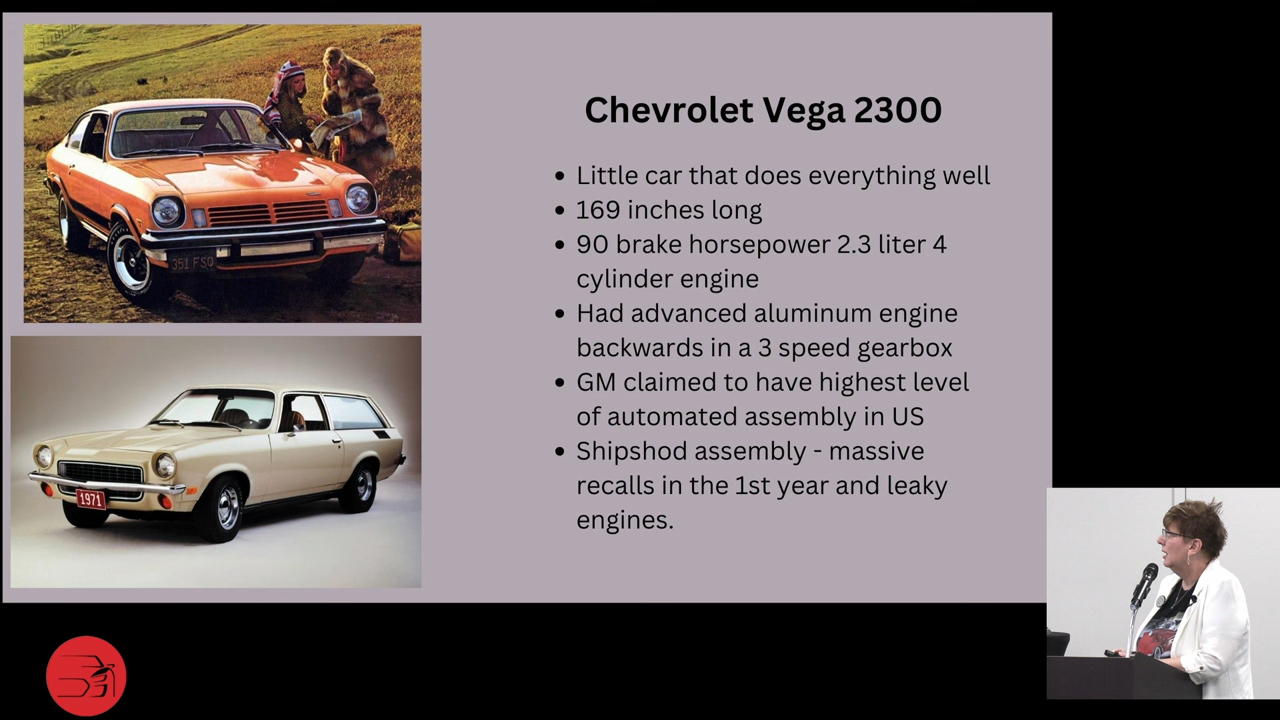 Chevrolet Vega 2300
• Little car that does everything well
• 169 inches long
• 90 brake horsepower 2.3 liter 4
cylinder engine
• Had advanced aluminum engine
backwards in a 3 speed gearbox
• GM claimed to have highest level
of automated assembly in US
• Shipshod assembly - massive
recalls in the 1st year and leaky
engines.
351 FSO
1971